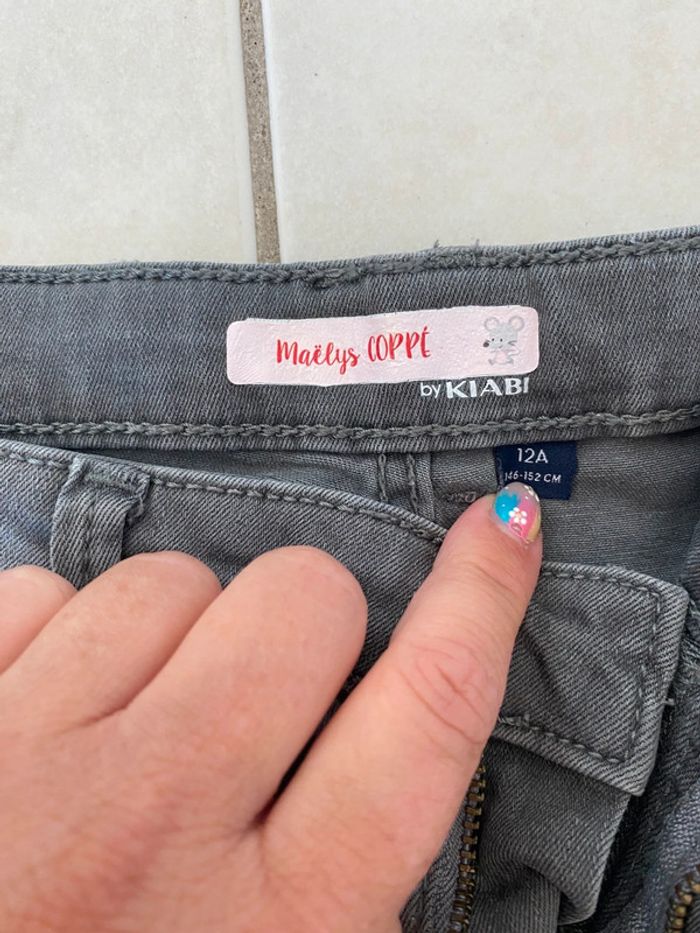 Maëlys COPPÉ
by KIABI
12A
146-152 CM